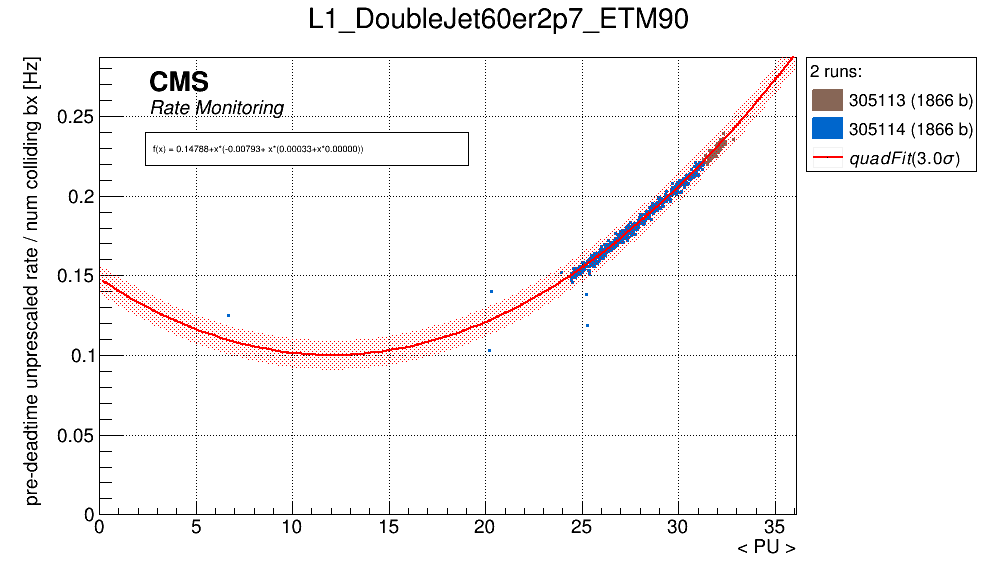 L1_DoubleJet60er2p7_ETM90
pre-deadtime unprescaled rate / num colliding bx [Hz]
CMS
Rate Monitoring
f(x) = 0.14788+x*(-0.00793+ x*(0.00033+x*0.00000))
2 runs:
305113 (1866 b)
305114 (1866 b)
quadFit(3.0σ)
0.25
0.2
0.15
0.1
0.05
0
0 5 10 15 20 25 30 35
< PU >